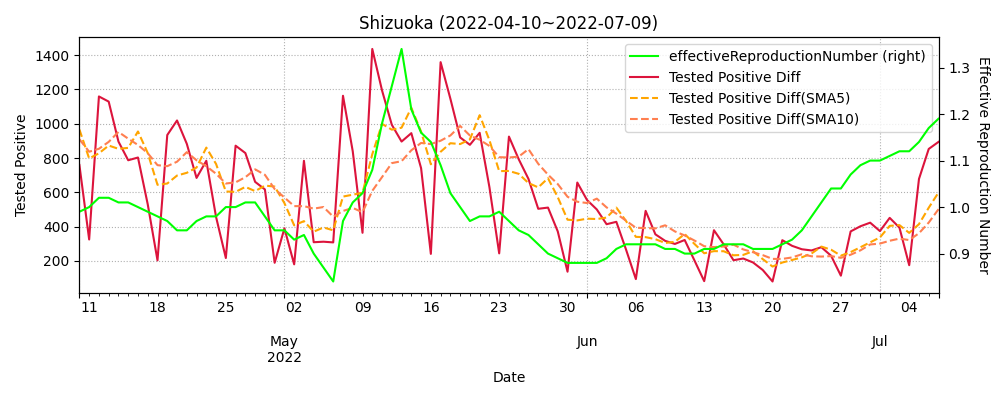 Shizuoka (2022-04-10~2022-07-09)
effectiveReproductionNumber (right)
Tested Positive Diff
Tested Positive Diff(SMA5)
Tested Positive Diff(SMA10)
Tested Positive
1400
1200
1000
800
600
400
200
Effective Reproduction Number
1.3
1.2
1.1
1.0
0.9
11 18 25 02 09 16 23 30 06 13 20 27 04
May Jun Jul
2022
Date